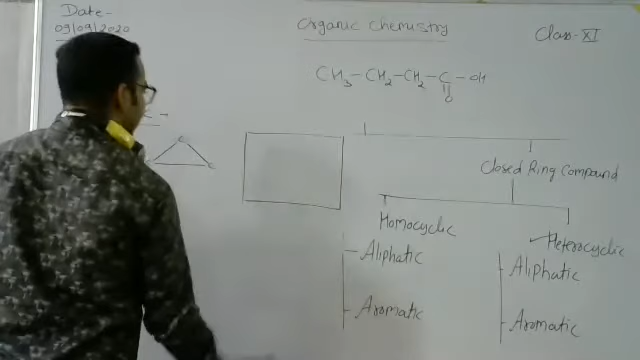 Date-
09/09/2020
Organic Chemistry
Class-XI
CH3-CH2-CH2-C-OH
O
C
C
Closed Ring Compound
Homocyclic
Heterocyclic
Aliphatic
Aliphatic
Aromatic
Aromatic